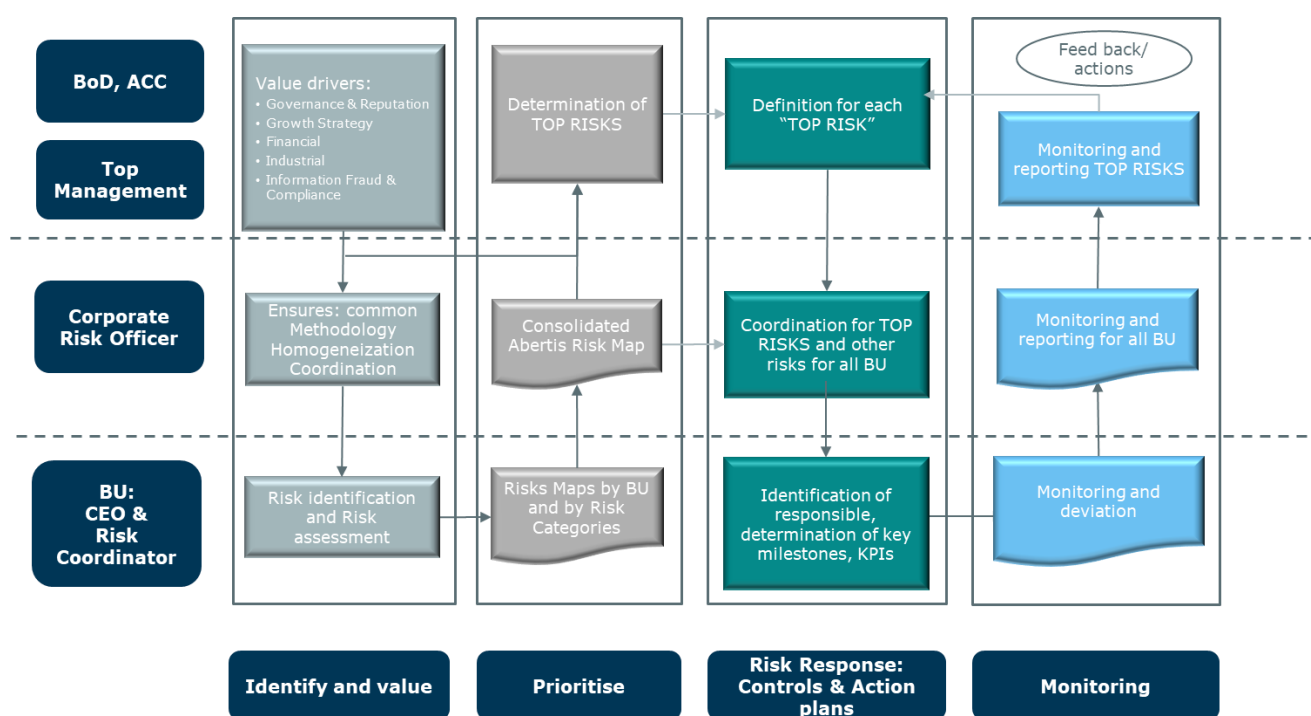 BoD, ACC
Top
Management
Value drivers:
• Governance & Reputation
• Growth Strategy
• Financial
• Industrial
• Information Fraud &
Compliance
Determination of
TOP RISKS
Definition for each
“TOP RISK”
Feed back/
actions
Monitoring and
reporting TOP RISKS
Corporate
Risk Officer
Ensures: common
Methodology
Homogeneization
Coordination
Consolidated
Abertis Risk Map
Coordination for TOP
RISKS and other
risks for all BU
Monitoring and
reporting for all BU
BU:
CEO &
Risk
Coordinator
Risk identification
and Risk
assessment
Risks Maps by BU
and by Risk
Categories
Identification of
responsible,
determination of key
milestones, KPIs
Monitoring and
deviation
Identify and value
Prioritise
Risk Response:
Controls & Action
plans
Monitoring